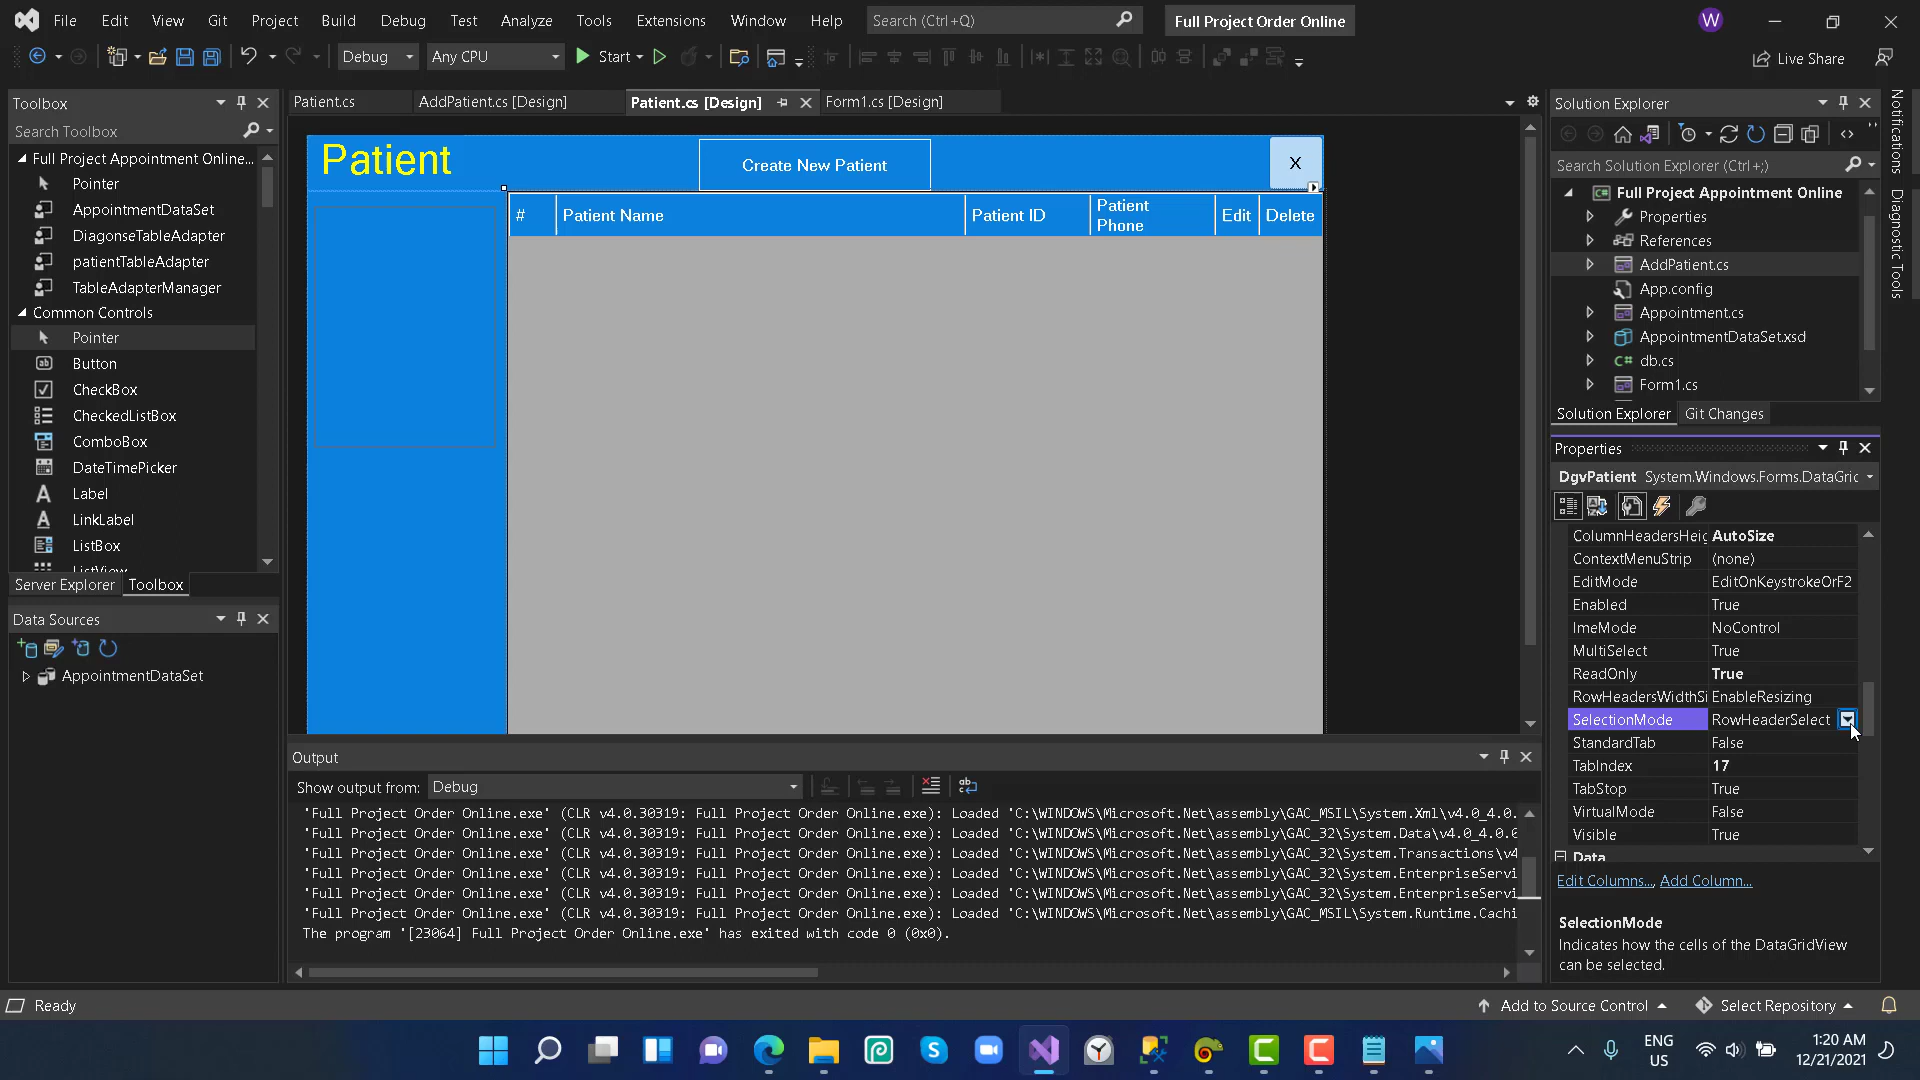 File Edit View Git Project Build Debug Test Analyze Tools Extensions Window Help Search (Ctrl+Q) Full Project Order Online W
Debug Any CPU Start Live Share
Toolbox
Search Toolbox
Full Project Appointment Online...
Pointer
AppointmentDataSet
DiagonseTableAdapter
patientTableAdapter
TableAdapterManager
Common Controls
Pointer
Button
CheckBox
CheckedListBox
ComboBox
DateTimePicker
Label
LinkLabel
ListBox
ListView
Server Explorer Toolbox
Data Sources
AppointmentDataSet
Patient.cs AddPatient.cs [Design] Patient.cs [Design] Form1.cs [Design]
Patient
Create New Patient
X
# Patient Name Patient ID Patient Phone Edit Delete
Output
Show output from: Debug
'Full Project Order Online.exe' (CLR v4.0.30319: Full Project Order Online.exe): Loaded 'C:\WINDOWS\Microsoft.Net\assembly\GAC_MSIL\System.Xml\v4.0_4.0.0
'Full Project Order Online.exe' (CLR v4.0.30319: Full Project Order Online.exe): Loaded 'C:\WINDOWS\Microsoft.Net\assembly\GAC_32\System.Data\v4.0_4.0.0
'Full Project Order Online.exe' (CLR v4.0.30319: Full Project Order Online.exe): Loaded 'C:\WINDOWS\Microsoft.Net\assembly\GAC_32\System.Transactions\v4
'Full Project Order Online.exe' (CLR v4.0.30319: Full Project Order Online.exe): Loaded 'C:\WINDOWS\Microsoft.Net\assembly\GAC_32\System.EnterpriseServi
'Full Project Order Online.exe' (CLR v4.0.30319: Full Project Order Online.exe): Loaded 'C:\WINDOWS\Microsoft.Net\assembly\GAC_32\System.EnterpriseServi
'Full Project Order Online.exe' (CLR v4.0.30319: Full Project Order Online.exe): Loaded 'C:\WINDOWS\Microsoft.Net\assembly\GAC_MSIL\System.Runtime.Cachi
The program '[23064] Full Project Order Online.exe' has exited with code 0 (0x0).
Solution Explorer
Search Solution Explorer (Ctrl+;)
Full Project Appointment Online
Properties
References
AddPatient.cs
App.config
Appointment.cs
AppointmentDataSet.xsd
db.cs
Form1.cs
Solution Explorer Git Changes
Properties
DgvPatient System.Windows.Forms.DataGric
ColumnHeadersHeig AutoSize
ContextMenuStrip (none)
EditMode EditOnKeystrokeOrF2
Enabled True
ImeMode NoControl
MultiSelect True
ReadOnly True
RowHeadersWidthSi EnableResizing
SelectionMode RowHeaderSelect
StandardTab False
TabIndex 17
TabStop True
VirtualMode False
Visible True
Data
Edit Columns..., Add Column...
SelectionMode
Indicates how the cells of the DataGridView
can be selected.
Notifications
Diagnostic Tools
Ready Add to Source Control Select Repository
ENG
US
1:20 AM
12/21/2021